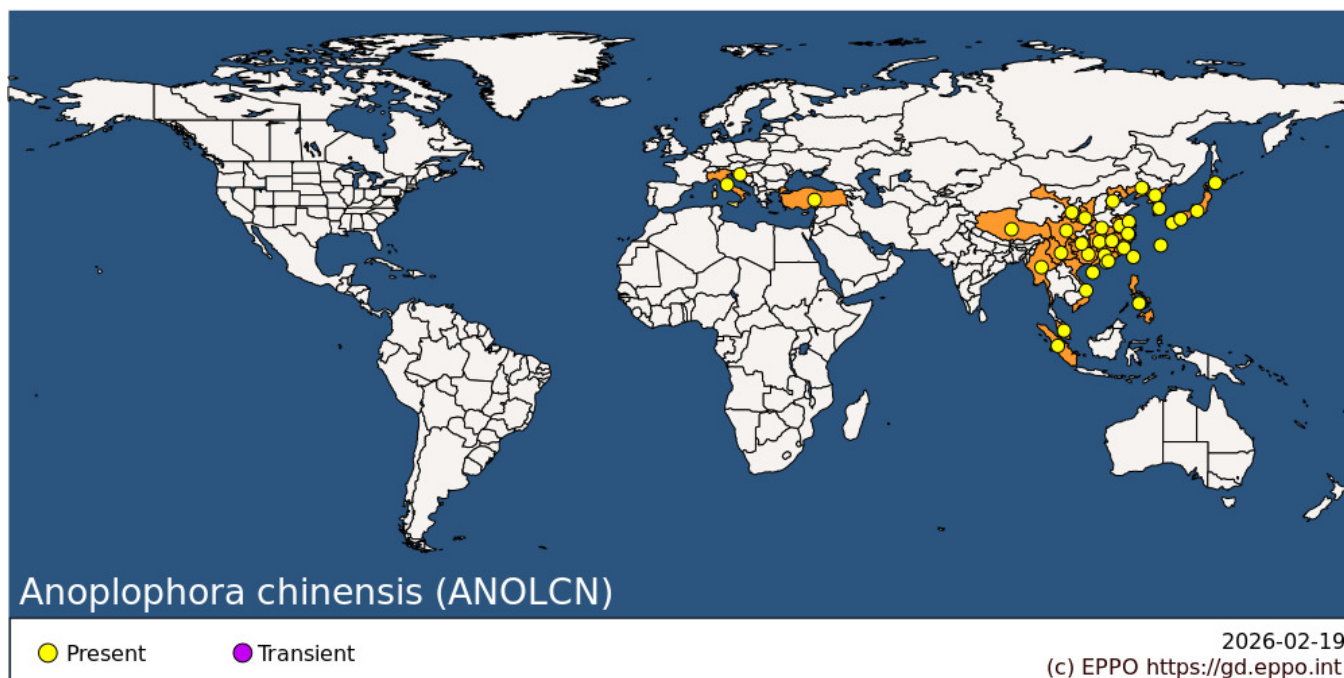 Anoplophora chinensis (ANOLCN)
Present
Transient
2026-02-19
(c) EPPO https://gd.eppo.int